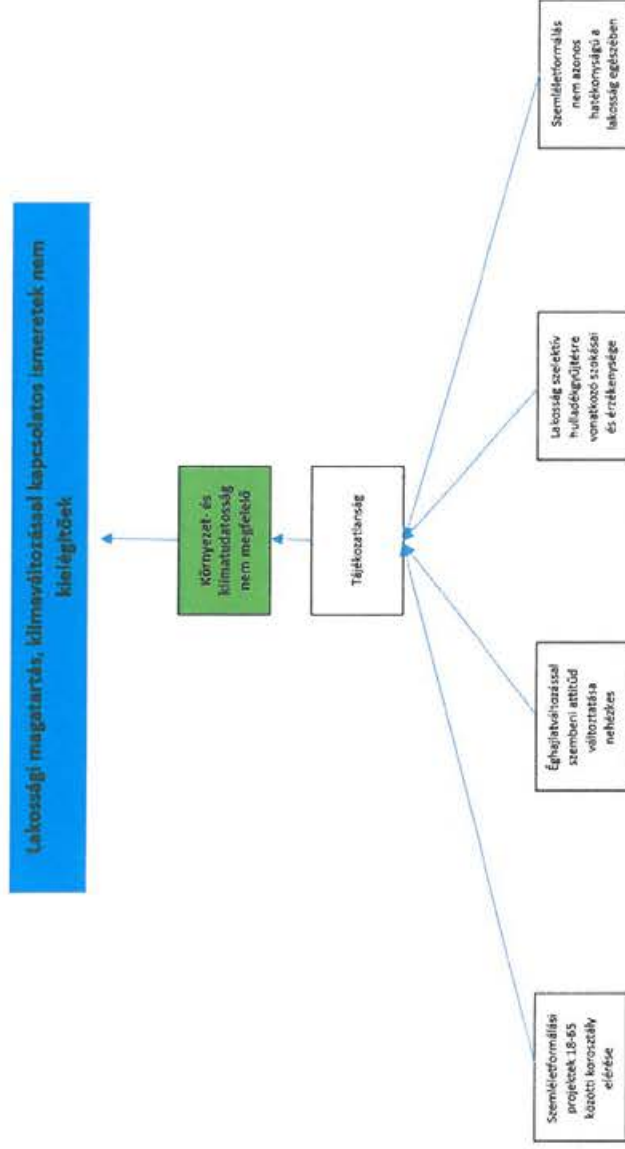 Lakossági magatartás, klímaváltozással kapcsolatos ismeretek nem
kielégítőek
Környezet- és
klímatudatosság
nem megfelelő
Tájékozatlanság
Szemléletformálási
projektek 18-65
közötti korosztály
elérése
Éghajlatváltozással
szembeni attitűd
változtatása
nehézkes
Lakosság szelektív
hulladékgyűjtésre
vonatkozó szokásai
és érzékenysége
Szemléletformálás
nem azonos
hatékonyságú a
lakosság egészében